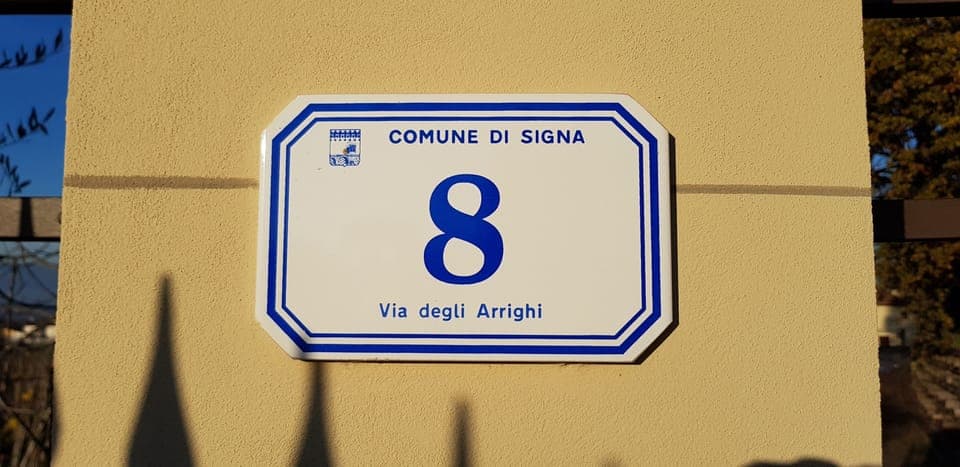 COMUNE DI SIGNA
8
Via degli Arrighi